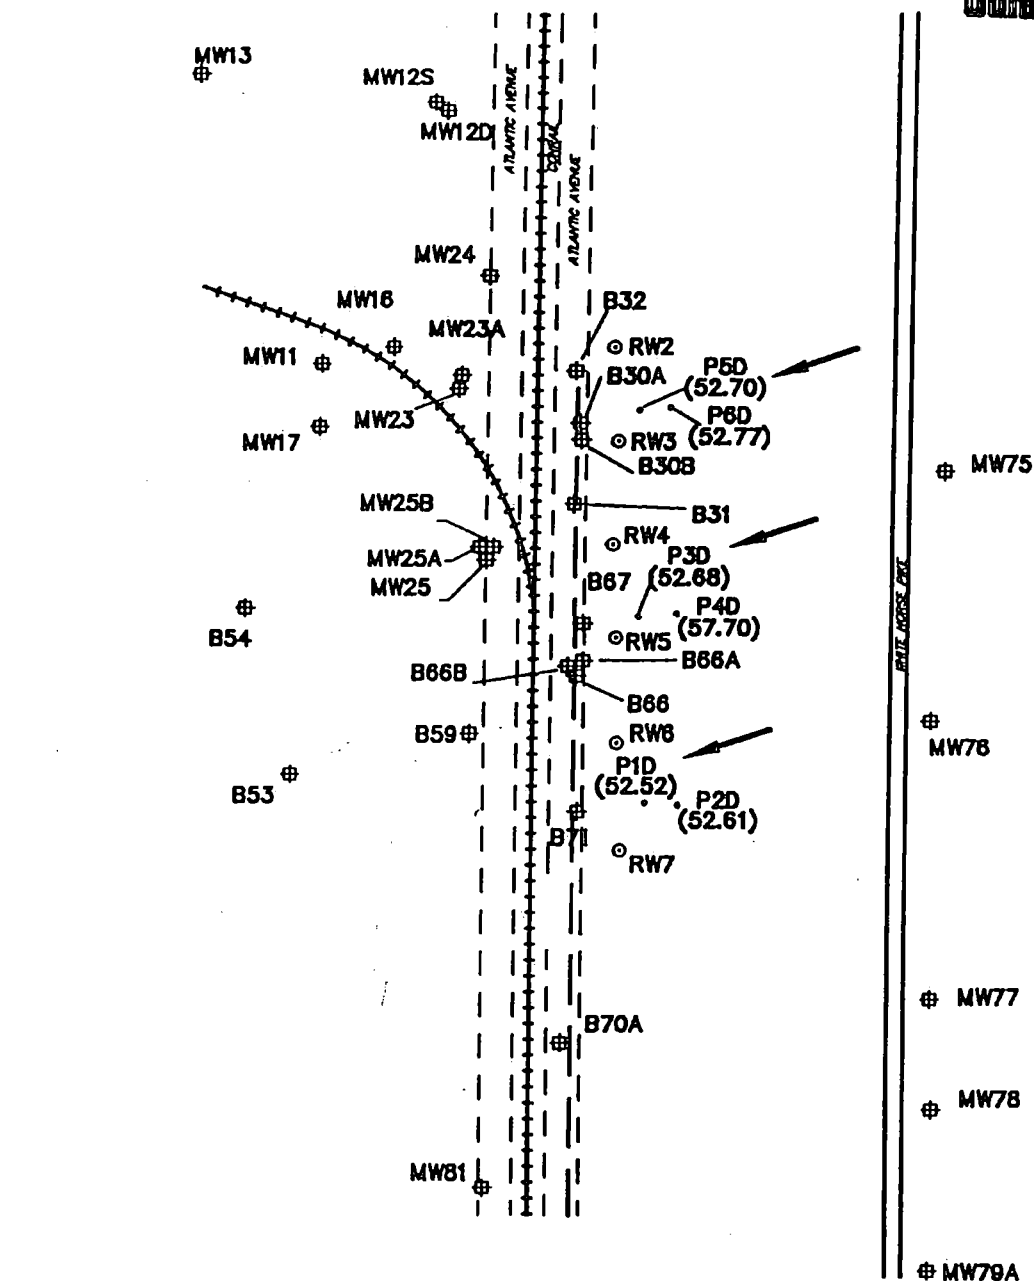 MW13
MW12S
MW12D
ATLANTIC AVENUE
ATLANTIC AVENUE
MW24
MW16
B32
MW23A
RW2
MW11
P5D
(52.70)
B30A
MW23
P6D
(52.77)
MW17
RW3
B30B
MW75
MW25B
B31
RW4
MW25A
P3D
(52.68)
MW25
B67
P4D
(57.70)
B54
RW5
B66A
B66B
B66
B59
RW6
MW76
P1D
(52.52)
B53
P2D
(52.61)
B71
RW7
MW77
B70A
MW78
MW81
MW79A